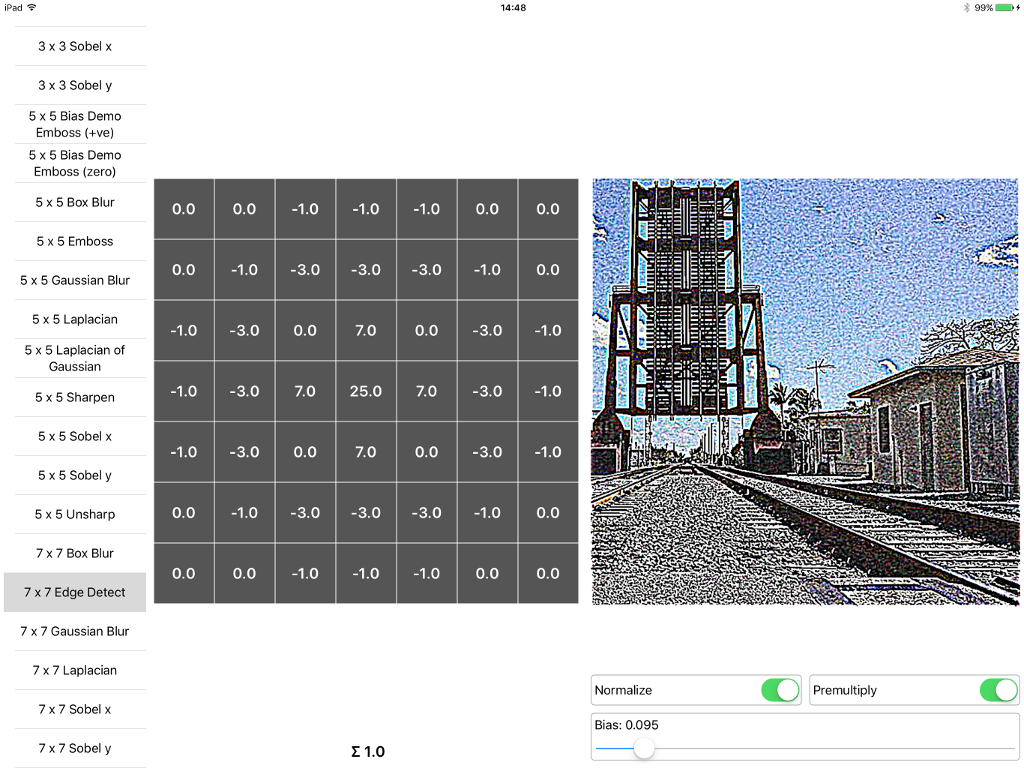 iPad 14:48 99%
3 x 3 Sobel x
3 x 3 Sobel y
5 x 5 Bias Demo
Emboss (+ve)
5 x 5 Bias Demo
Emboss (zero)
5 x 5 Box Blur
5 x 5 Emboss
5 x 5 Gaussian Blur
5 x 5 Laplacian
5 x 5 Laplacian of
Gaussian
5 x 5 Sharpen
5 x 5 Sobel x
5 x 5 Sobel y
5 x 5 Unsharp
7 x 7 Box Blur
7 x 7 Edge Detect
7 x 7 Gaussian Blur
7 x 7 Laplacian
7 x 7 Sobel x
7 x 7 Sobel y
0.0 0.0 -1.0 -1.0 -1.0 0.0 0.0
0.0 -1.0 -3.0 -3.0 -3.0 -1.0 0.0
-1.0 -3.0 0.0 7.0 0.0 -3.0 -1.0
-1.0 -3.0 7.0 25.0 7.0 -3.0 -1.0
-1.0 -3.0 0.0 7.0 0.0 -3.0 -1.0
0.0 -1.0 -3.0 -3.0 -3.0 -1.0 0.0
0.0 0.0 -1.0 -1.0 -1.0 0.0 0.0
Σ 1.0
Normalize
Premultiply
Bias: 0.095